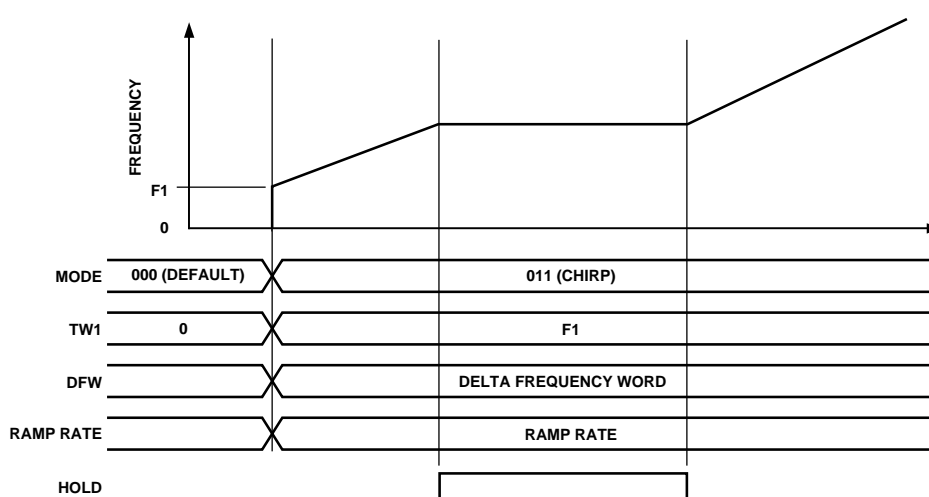 FREQUENCY
F1
0
MODE 000 (DEFAULT) 011 (CHIRP)
TW1 0 F1
DFW DELTA FREQUENCY WORD
RAMP RATE RAMP RATE
HOLD